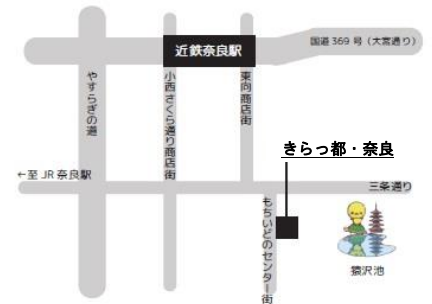 近鉄奈良駅
国道369号（大宮通り）
やすらぎの道
小西さくら通り商店街
東向商店街
きらっ都・奈良
←至JR奈良駅
三条通り
もちいどのセンター街
猿沢池